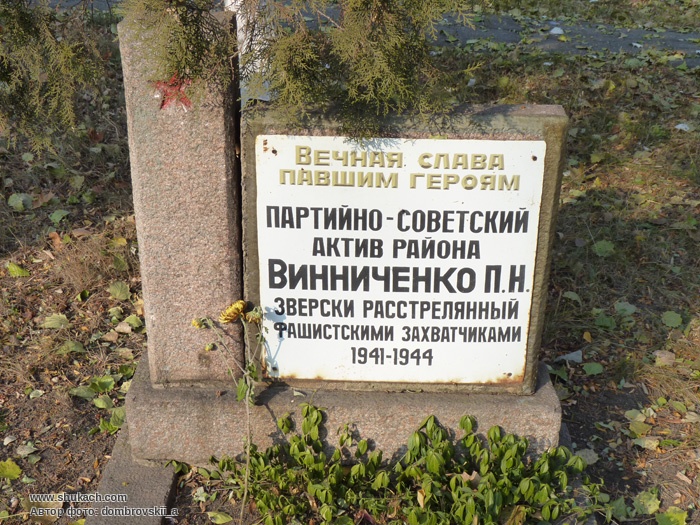 Вечная слава
павшим героям
ПАРТИЙНО-СОВЕТСКИЙ
АКТИВ РАЙОНА
ВИННИЧЕНКО П.Н.
ЗВЕРСКИ РАССТРЕЛЯННЫЙ
ФАШИСТСКИМИ ЗАХВАТЧИКАМИ
1941-1944
www.shukach.com
Автор фото: dombrovskii_a